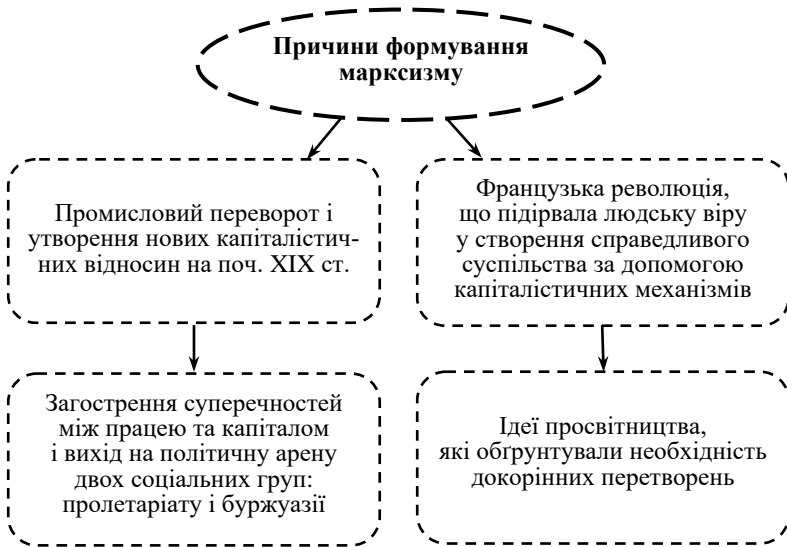 Причини формування
марксизму
Промисловий переворот і
утворення нових капіталістич-
них відносин на поч. XIX ст.
Французька революція,
що підірвала людську віру
у створення справедливого
суспільства за допомогою
капіталістичних механізмів
Загострення суперечностей
між працею та капіталом
і вихід на політичну арену
двох соціальних груп:
пролетаріату і буржуазії
Ідеї просвітництва,
які обґрунтували необхідність
докорінних перетворень